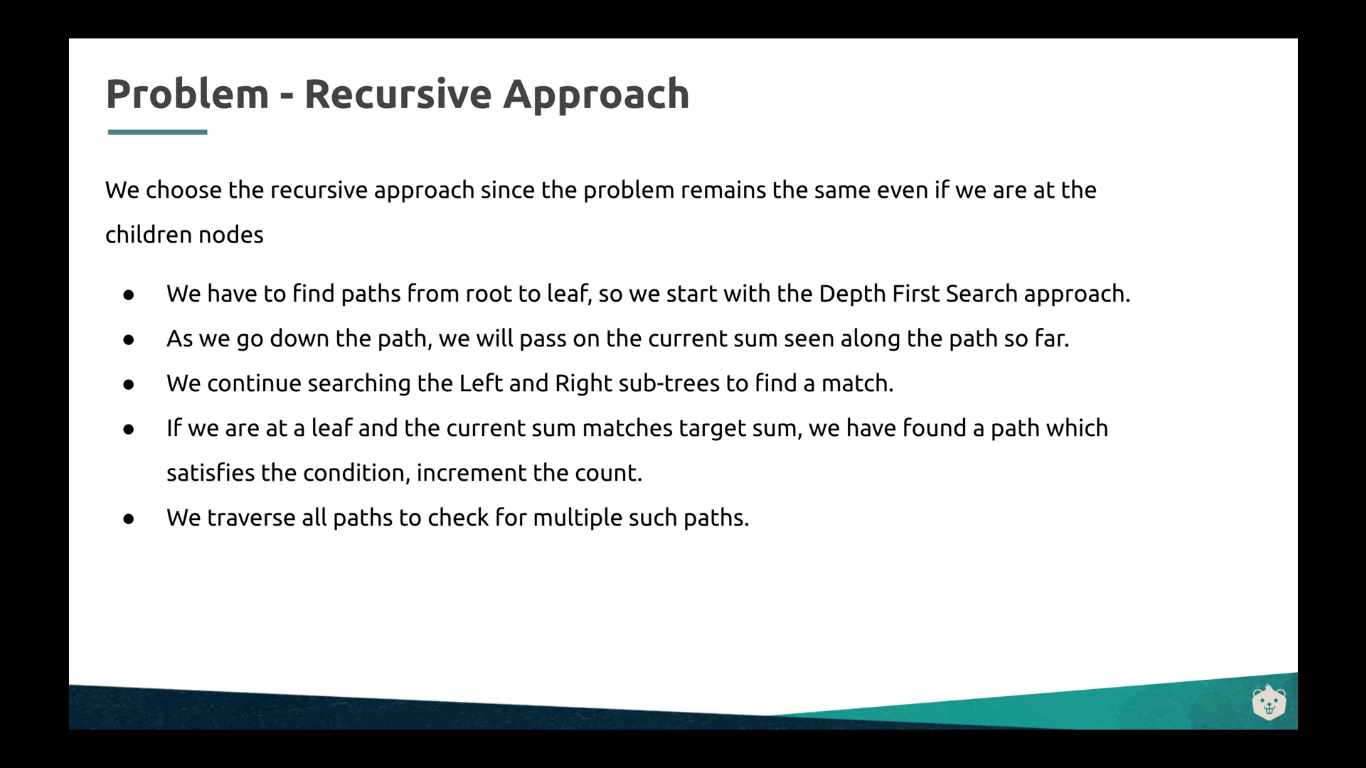 Problem - Recursive Approach
We choose the recursive approach since the problem remains the same even if we are at the
children nodes
● We have to find paths from root to leaf, so we start with the Depth First Search approach.
● As we go down the path, we will pass on the current sum seen along the path so far.
● We continue searching the Left and Right sub-trees to find a match.
● If we are at a leaf and the current sum matches target sum, we have found a path which
satisfies the condition, increment the count.
● We traverse all paths to check for multiple such paths.